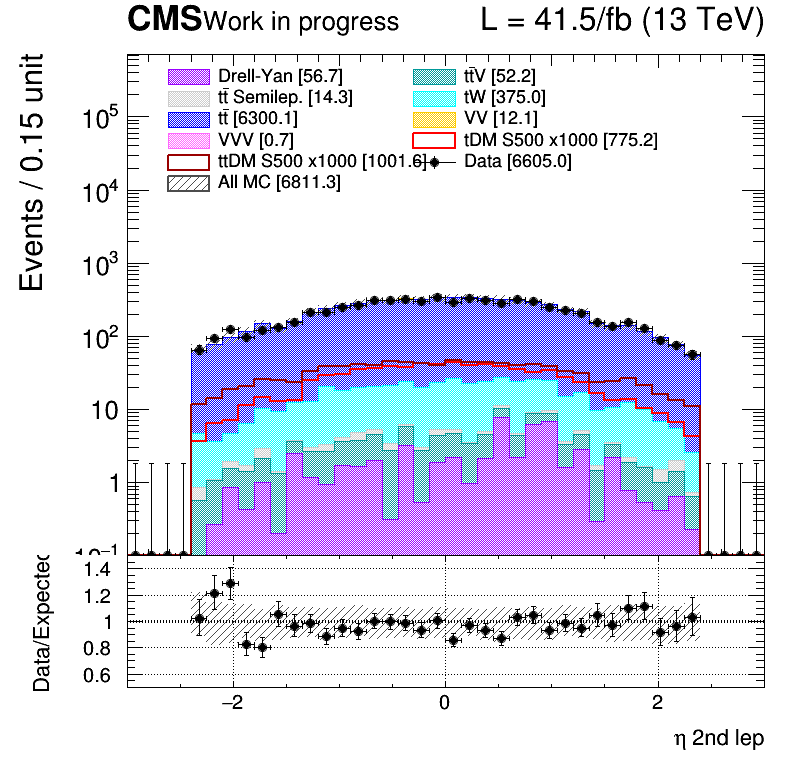 CMS Work in progress L = 41.5/fb (13 TeV)
Events / 0.15 unit
Drell-Yan [56.7] tt̄V [52.2]
tt̄ Semilep. [14.3] tW [375.0]
tt̄ [6300.1] VV [12.1]
VVV [0.7] tDM S500 x1000 [775.2]
ttDM S500 x1000 [1001.6] Data [6605.0]
All MC [6811.3]
10⁵
10⁴
10³
10²
10
1
10⁻¹
Data/Expected
1.4
1.2
1
0.8
0.6
−2 0 2
η 2nd lep